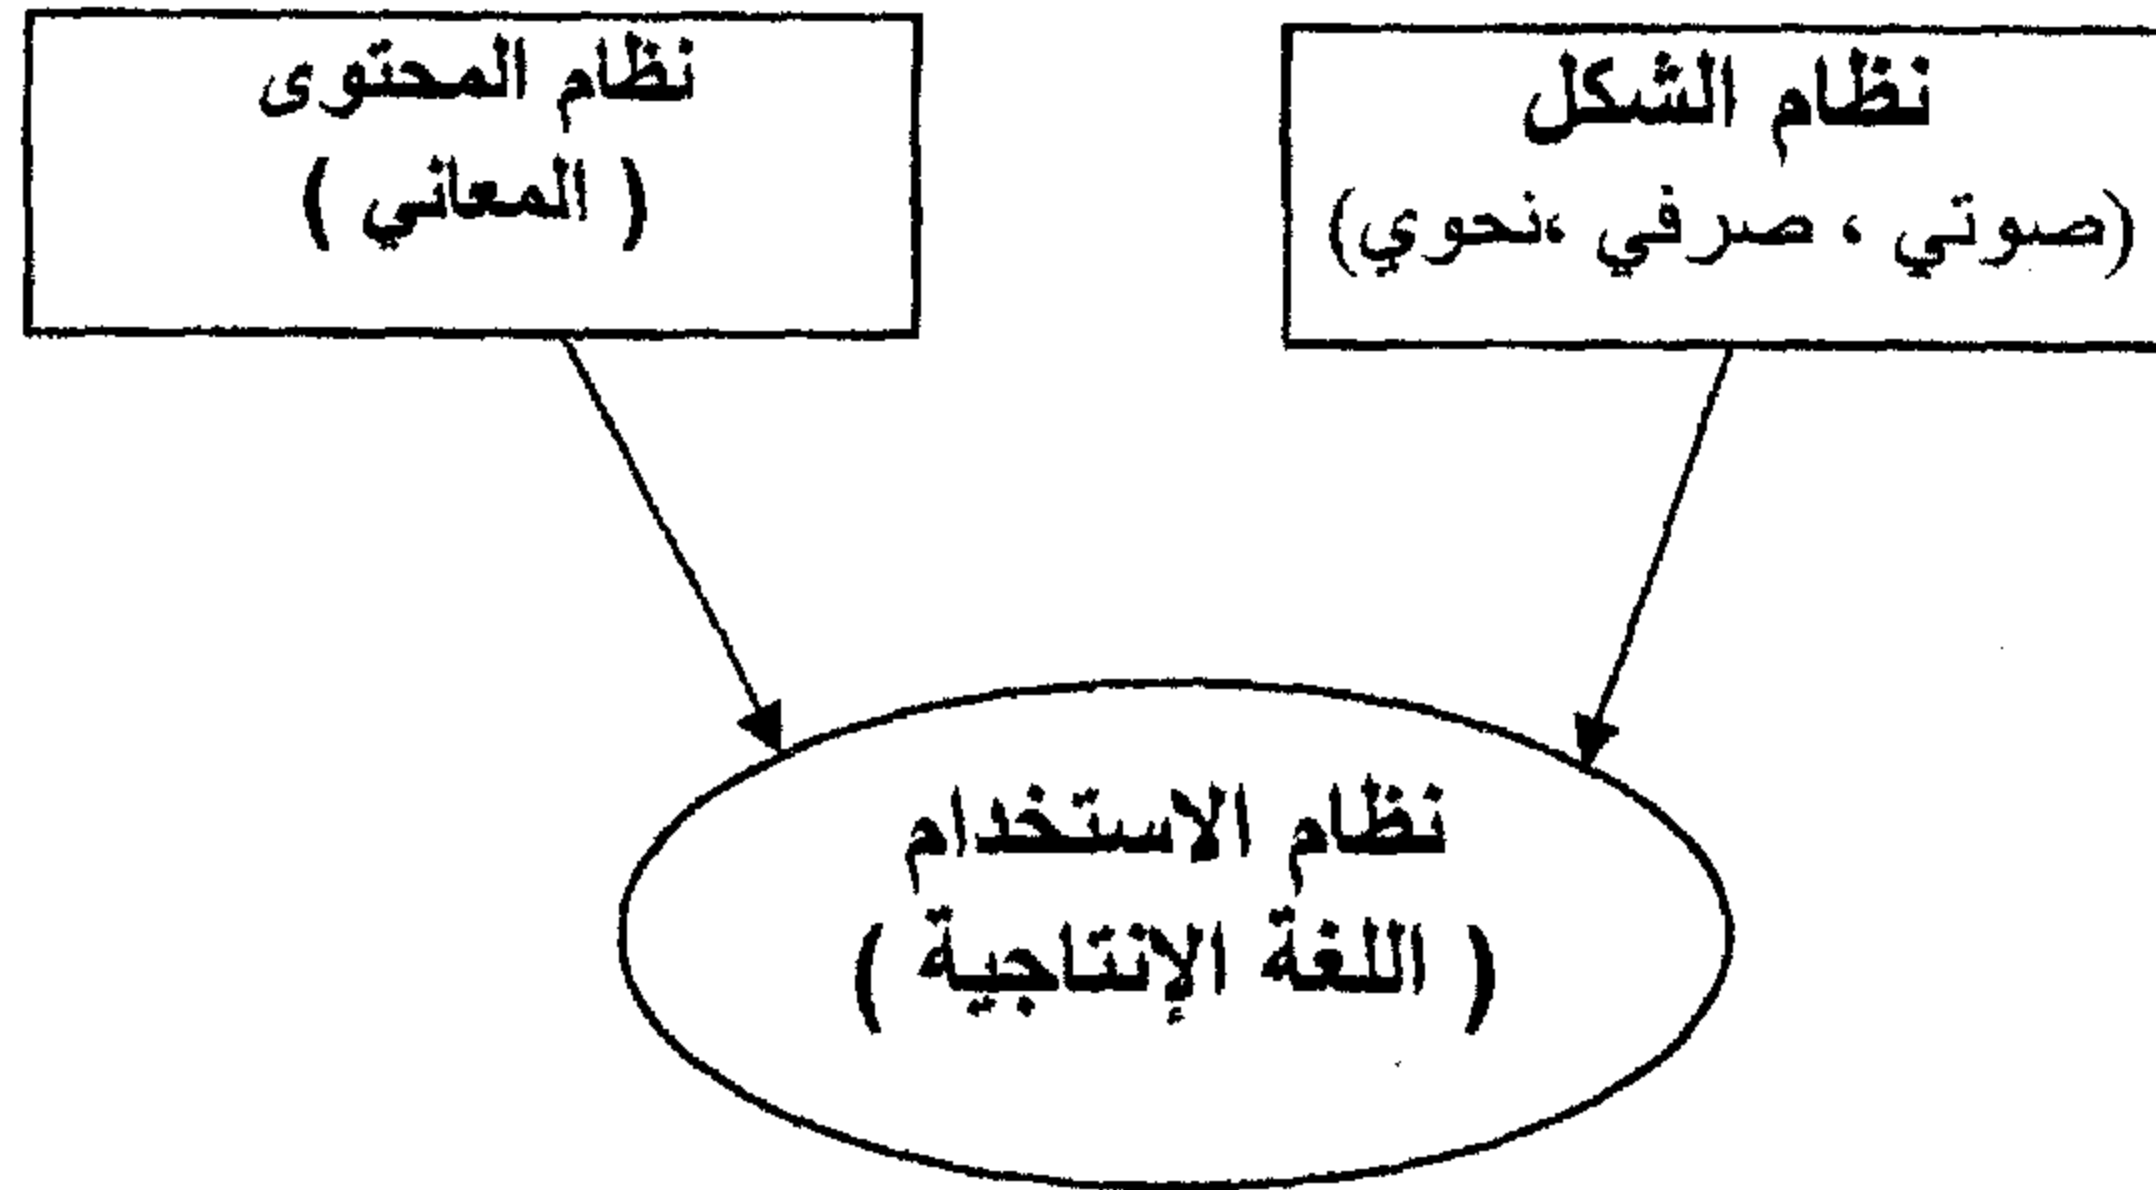 نظام الشكل
(صوتي ، صرفي ،نحوي)
نظام المحتوى
( المعاني )
نظام الاستخدام
( اللغة الإنتاجية )